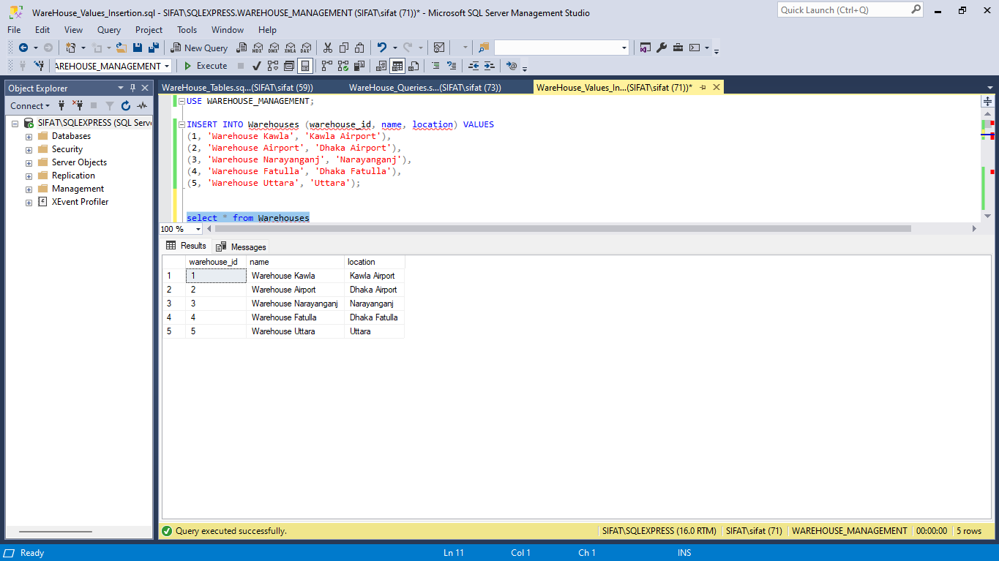 WareHouse_Values_Insertion.sql - SIFAT\SQLEXPRESS.WAREHOUSE_MANAGEMENT (SIFAT\sifat (71))* - Microsoft SQL Server Management Studio
Quick Launch (Ctrl+Q)
File Edit View Query Project Tools Window Help
New Query MDX DMX XMLA DAX
AREHOUSE_MANAGEMENT Execute
Object Explorer
WareHouse_Tables.sq...(SIFAT\sifat (59)) WareHouse_Queries.s...(SIFAT\sifat (73)) WareHouse_Values_In...(SIFAT\sifat (71))*
Connect
SIFAT\SQLEXPRESS (SQL Serve
Databases
Security
Server Objects
Replication
Management
XEvent Profiler
USE WAREHOUSE_MANAGEMENT;
INSERT INTO Warehouses (warehouse_id, name, location) VALUES
(1, 'Warehouse Kawla', 'Kawla Airport'),
(2, 'Warehouse Airport', 'Dhaka Airport'),
(3, 'Warehouse Narayanganj', 'Narayanganj'),
(4, 'Warehouse Fatulla', 'Dhaka Fatulla'),
(5, 'Warehouse Uttara', 'Uttara');
select * from Warehouses
100 %
Results Messages
warehouse_id name location
1 1 Warehouse Kawla Kawla Airport
2 2 Warehouse Airport Dhaka Airport
3 3 Warehouse Narayanganj Narayanganj
4 4 Warehouse Fatulla Dhaka Fatulla
5 5 Warehouse Uttara Uttara
Query executed successfully. SIFAT\SQLEXPRESS (16.0 RTM) SIFAT\sifat (71) WAREHOUSE_MANAGEMENT 00:00:00 5 rows
Ready Ln 11 Col 1 Ch 1 INS